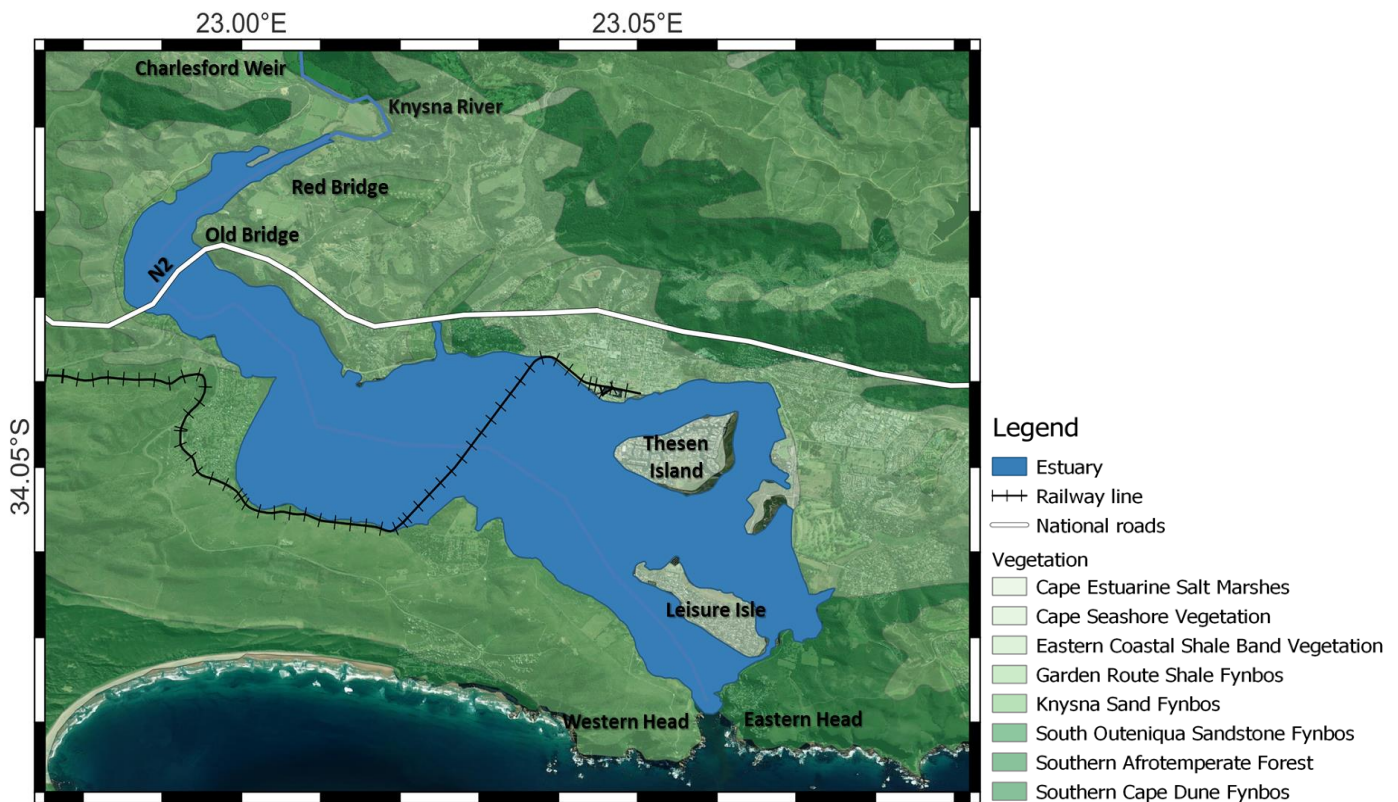 23.00°E
23.05°E
34.05°S
Charlesford Weir
Knysna River
Red Bridge
Old Bridge
N2
Thesen
Island
Leisure Isle
Western Head
Eastern Head
Legend
Estuary
Railway line
National roads
Vegetation
Cape Estuarine Salt Marshes
Cape Seashore Vegetation
Eastern Coastal Shale Band Vegetation
Garden Route Shale Fynbos
Knysna Sand Fynbos
South Outeniqua Sandstone Fynbos
Southern Afrotemperate Forest
Southern Cape Dune Fynbos